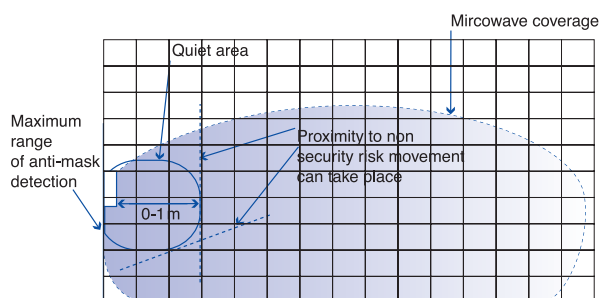 Mircowave coverage
Quiet area
Maximum
range
of anti-mask
detection
Proximity to non
security risk movement
can take place
0-1 m